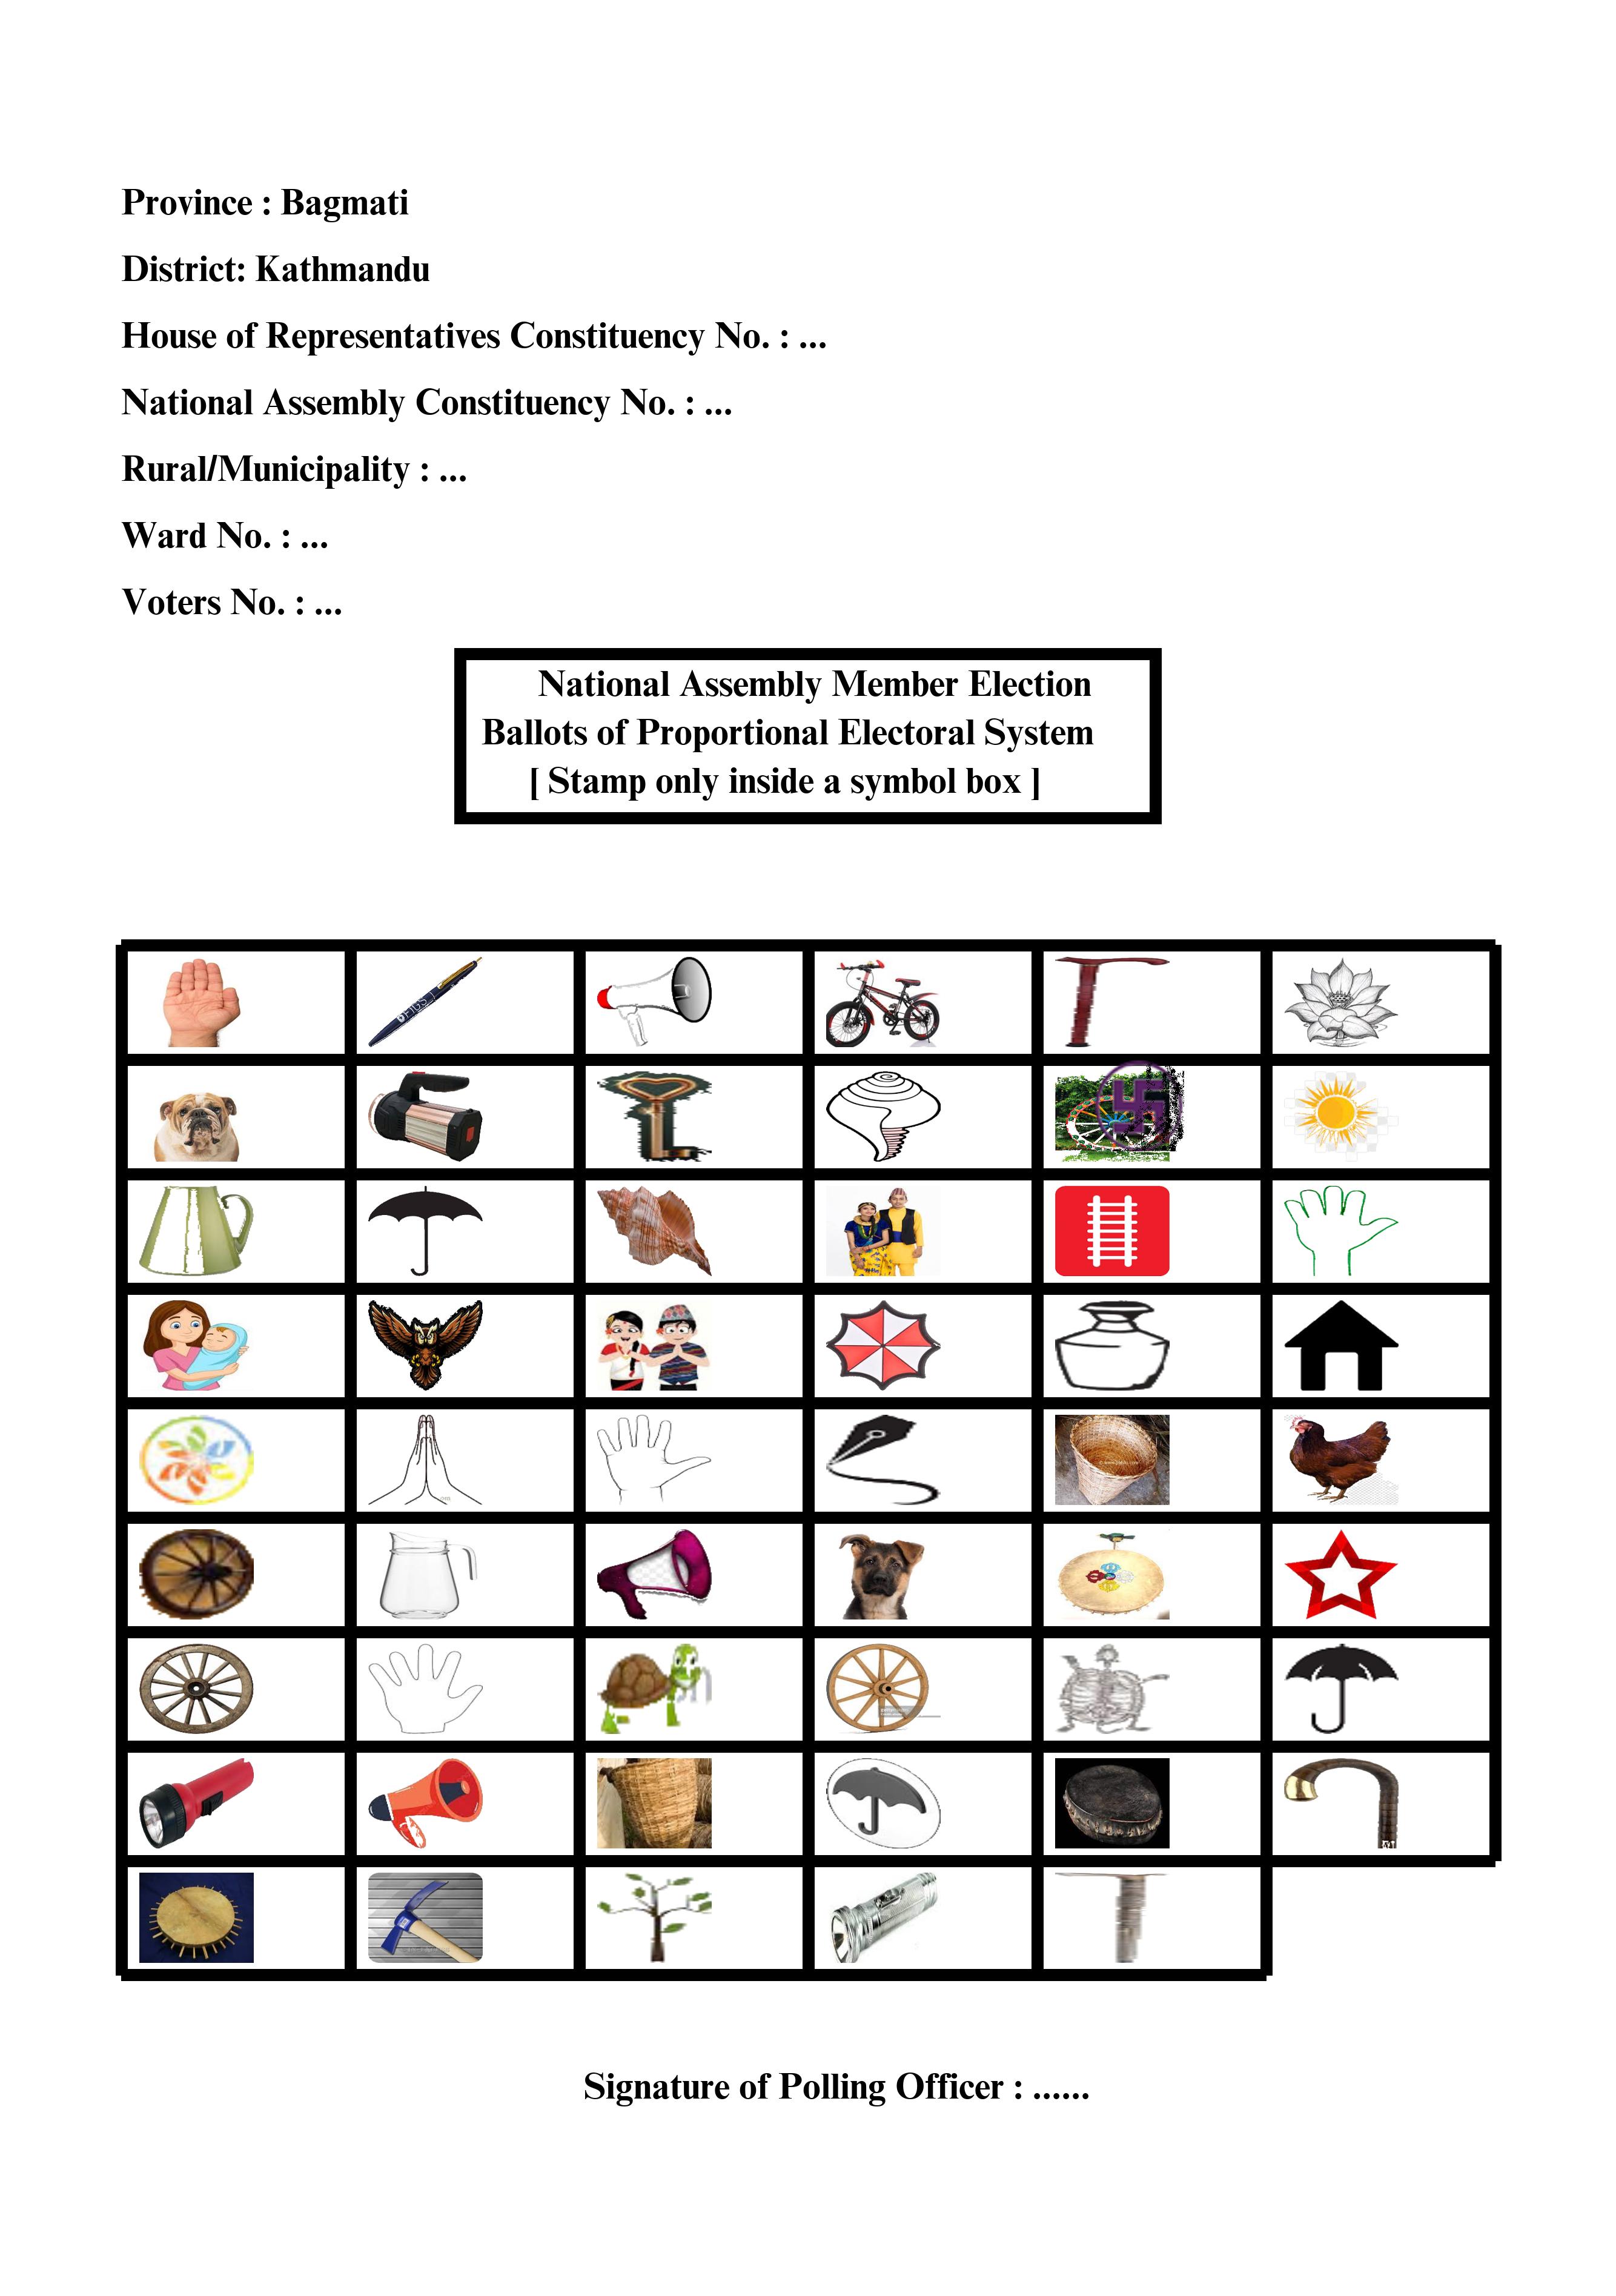 Province : Bagmati
District: Kathmandu
House of Representatives Constituency No. : ...
National Assembly Constituency No. : ...
Rural/Municipality : ...
Ward No. : ...
Voters No. : ...
National Assembly Member Election
Ballots of Proportional Electoral System
[ Stamp only inside a symbol box ]
Signature of Polling Officer : ......